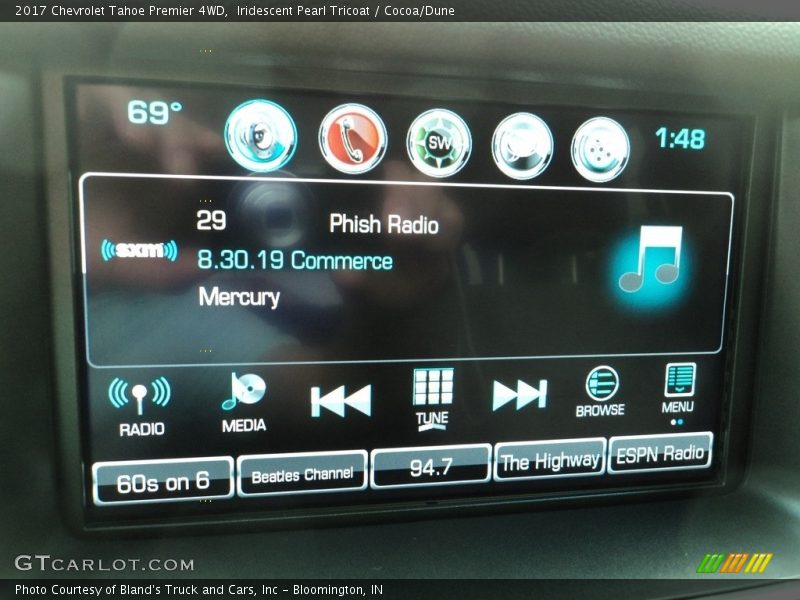 2017 Chevrolet Tahoe Premier 4WD, Iridescent Pearl Tricoat / Cocoa/Dune
69° SW 1:48
29 Phish Radio
((sxm))
8.30.19 Commerce
Mercury
RADIO MEDIA TUNE BROWSE MENU
60s on 6 Beatles Channel 94.7 The Highway ESPN Radio
GTCARLOT.COM
Photo Courtesy of Bland's Truck and Cars, Inc - Bloomington, IN